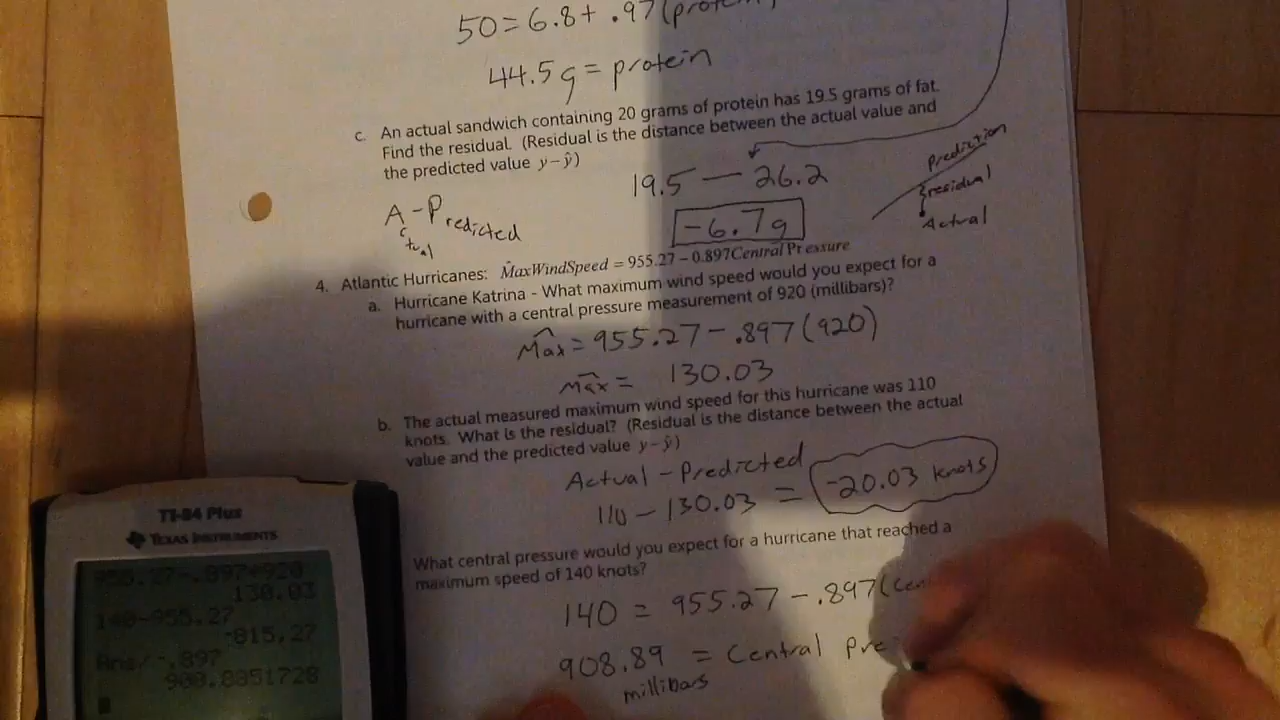 50 = 6.8 + .97(protein)
44.5g = protein
c. An actual sandwich containing 20 grams of protein has 19.5 grams of fat.
Find the residual. (Residual is the distance between the actual value and
the predicted value y-ŷ)
19.5 — 26.2
Prediction
residual
Actual
A - Predicted
ctual
-6.7g
4. Atlantic Hurricanes: M̂axWindSpeed = 955.27 - 0.897CentralPressure
a. Hurricane Katrina - What maximum wind speed would you expect for a
hurricane with a central pressure measurement of 920 (millibars)?
M̂ax = 955.27 - .897(920)
M̂ax = 130.03
b. The actual measured maximum wind speed for this hurricane was 110
knots. What is the residual? (Residual is the distance between the actual
value and the predicted value y-ŷ)
Actual - Predicted
110 - 130.03 = -20.03 knots
What central pressure would you expect for a hurricane that reached a
maximum speed of 140 knots?
140 = 955.27 - .897(Cen
908.89 = Central pre
millibars
TI-84 Plus
TEXAS INSTRUMENTS
955.27-.897*920
130.03
140-955.27
-815.27
Ans/-.897
908.8851728